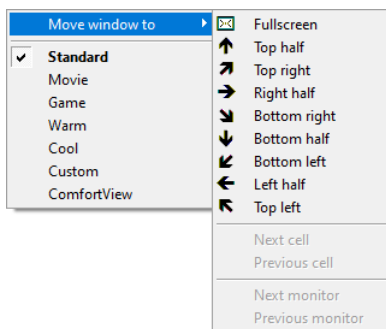 Move window to
Standard
Movie
Game
Warm
Cool
Custom
ComfortView
Fullscreen
Top half
Top right
Right half
Bottom right
Bottom half
Bottom left
Left half
Top left
Next cell
Previous cell
Next monitor
Previous monitor